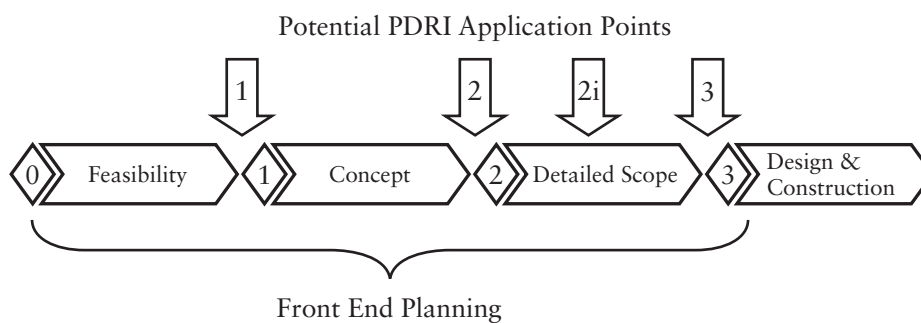 Potential PDRI Application Points
1 2 2i 3
0 Feasibility 1 Concept 2 Detailed Scope 3 Design &
Construction
Front End Planning